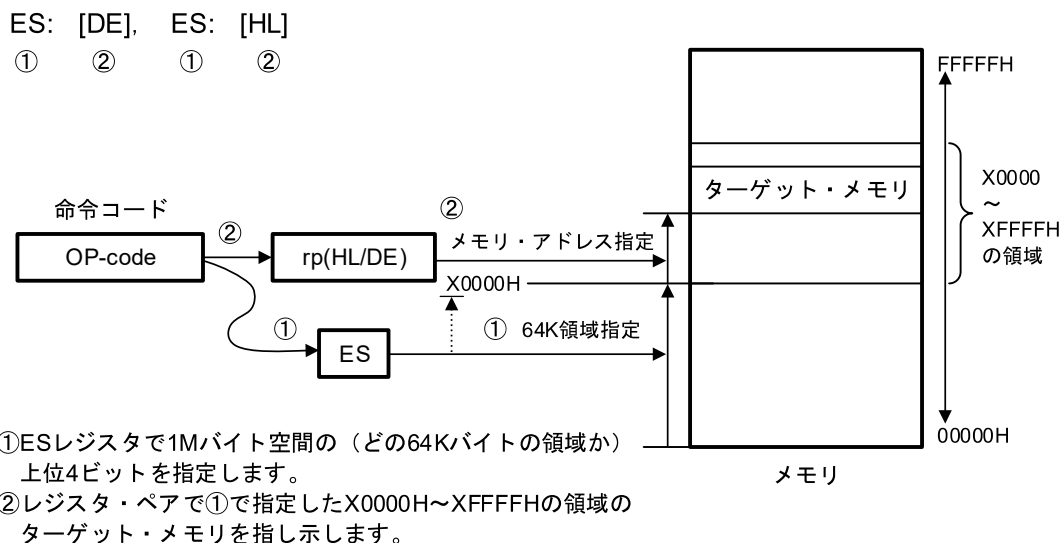 ES: [DE], ES: [HL]
① ② ① ②
FFFFFH
ターゲット・メモリ
X0000
～
XFFFFH
の領域
命令コード
OP-code
②
rp(HL/DE)
②
メモリ・アドレス指定
X0000H
①
ES
① 64K領域指定
00000H
メモリ
①ESレジスタで1Mバイト空間の（どの64Kバイトの領域か）
上位4ビットを指定します。
②レジスタ・ペアで①で指定したX0000H～XFFFFHの領域の
ターゲット・メモリを指し示します。